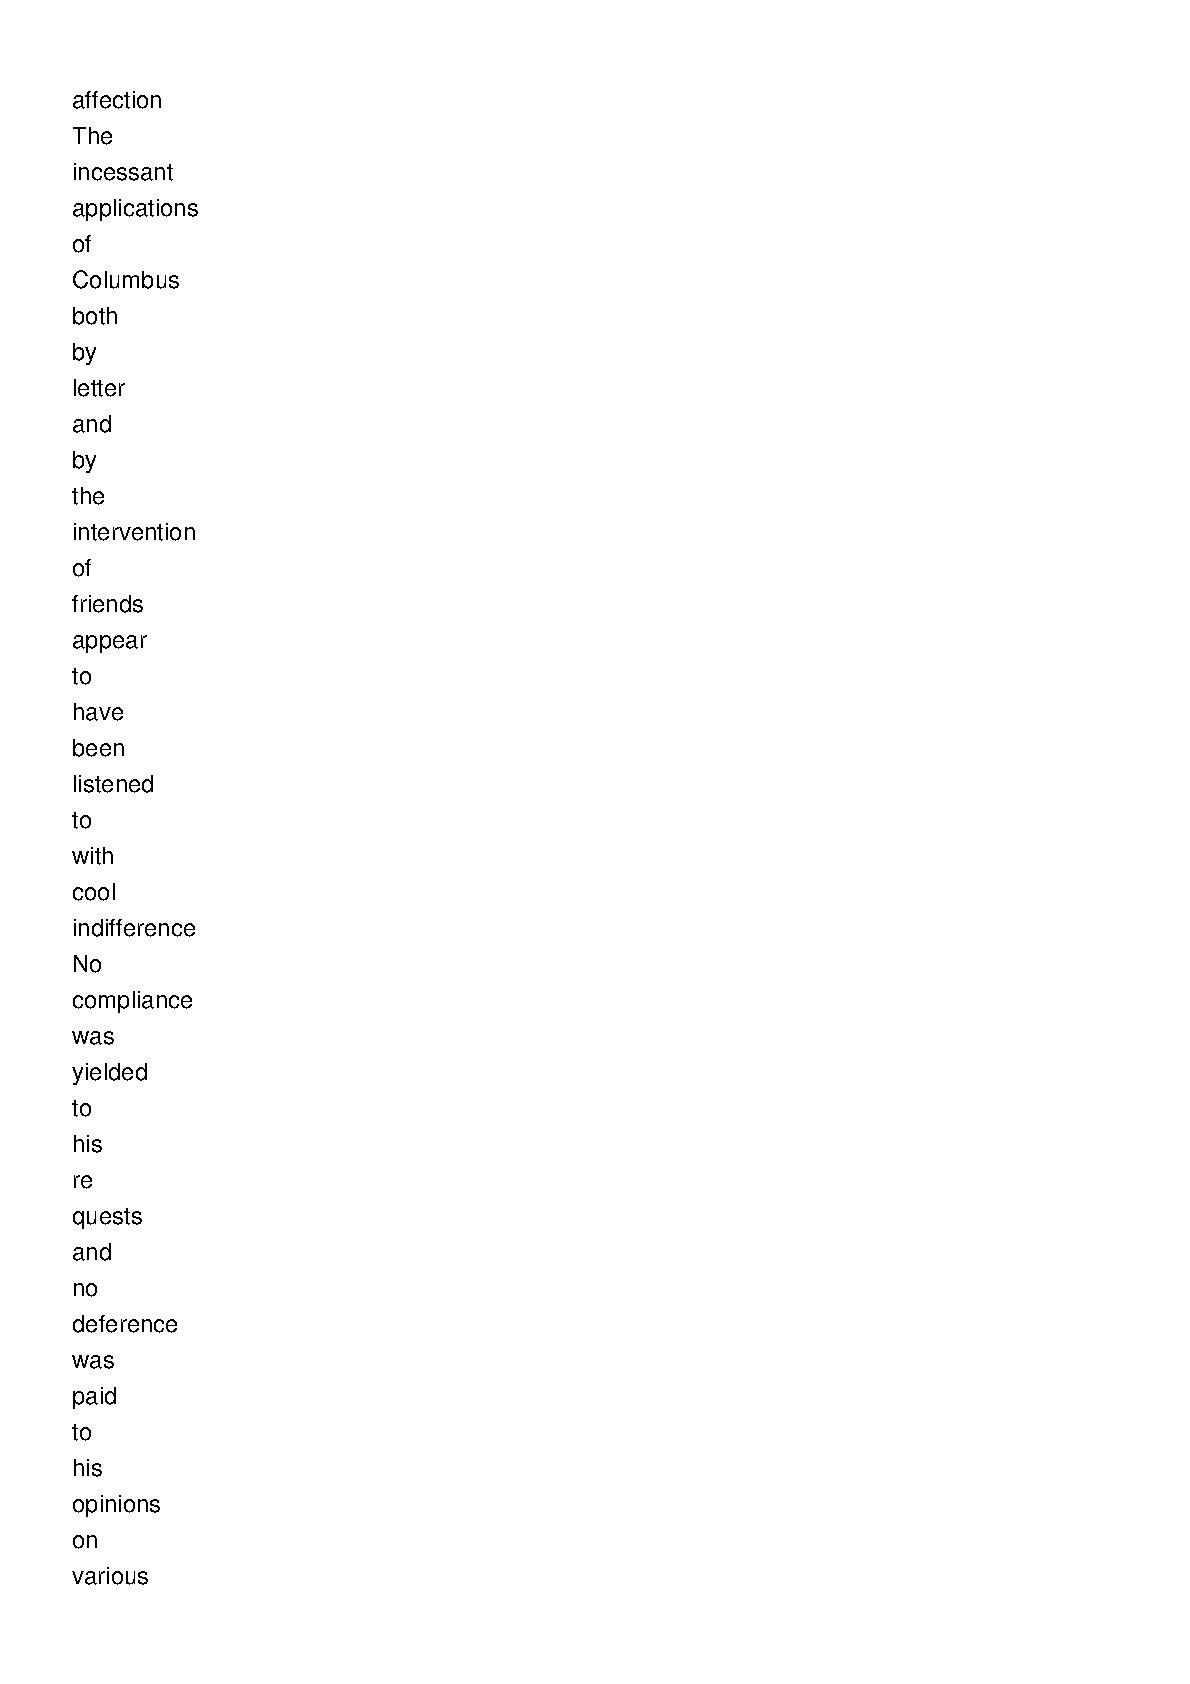 affection
The
incessant
applications
of
Columbus
both
by
letter
and
by
the
intervention
of
friends
appear
to
have
been
listened
to
with
cool
indifference
No
compliance
was
yielded
to
his
re
quests
and
no
deference
was
paid
to
his
opinions
on
various